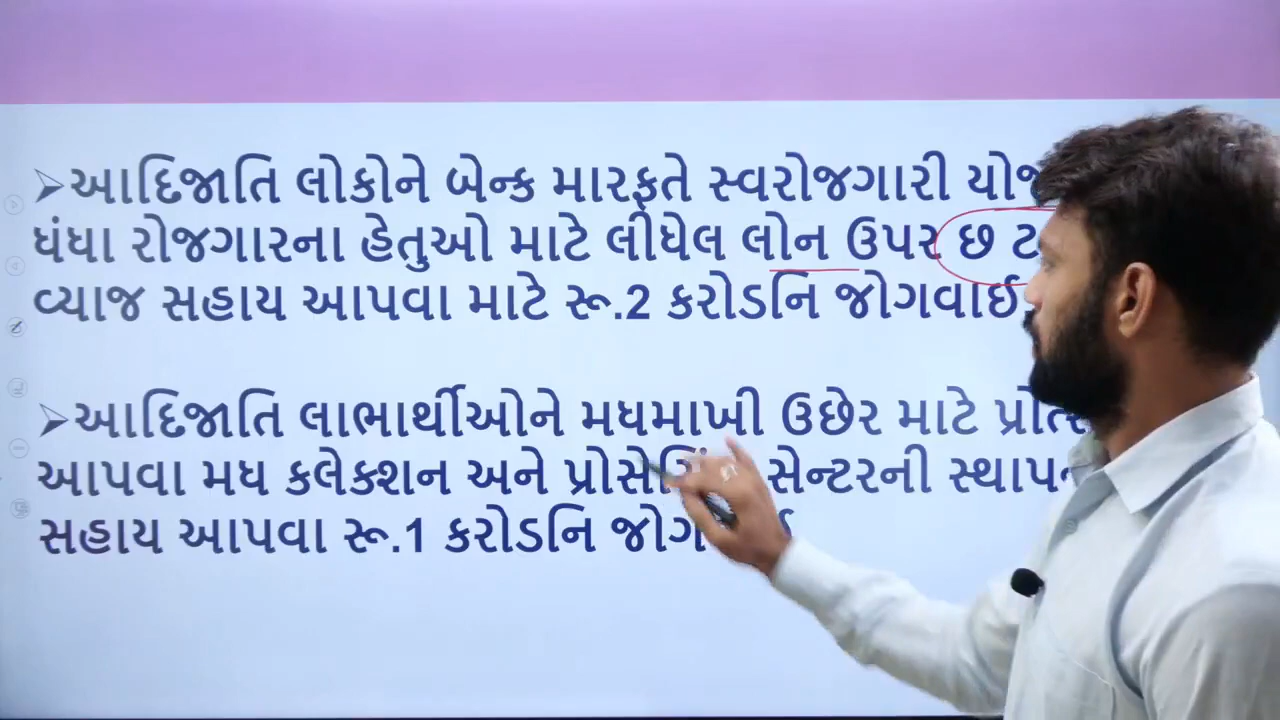 ➢આદિજાતિ લોકોને બેન્ક મારફતે સ્વરોજગારી
ધંધા રોજગારના હેતુઓ માટે લીધેલ લોન ઉપર છ
વ્યાજ સહાય આપવા માટે રૂ.2 કરોડનિ જોગવાઈ
➢આદિજાતિ લાભાર્થીઓને મધમાખી ઉછેર માટે
આપવા મધ કલેક્શન અને સેન્ટરની
સહાય આપવા રૂ.1 કરોડનિ